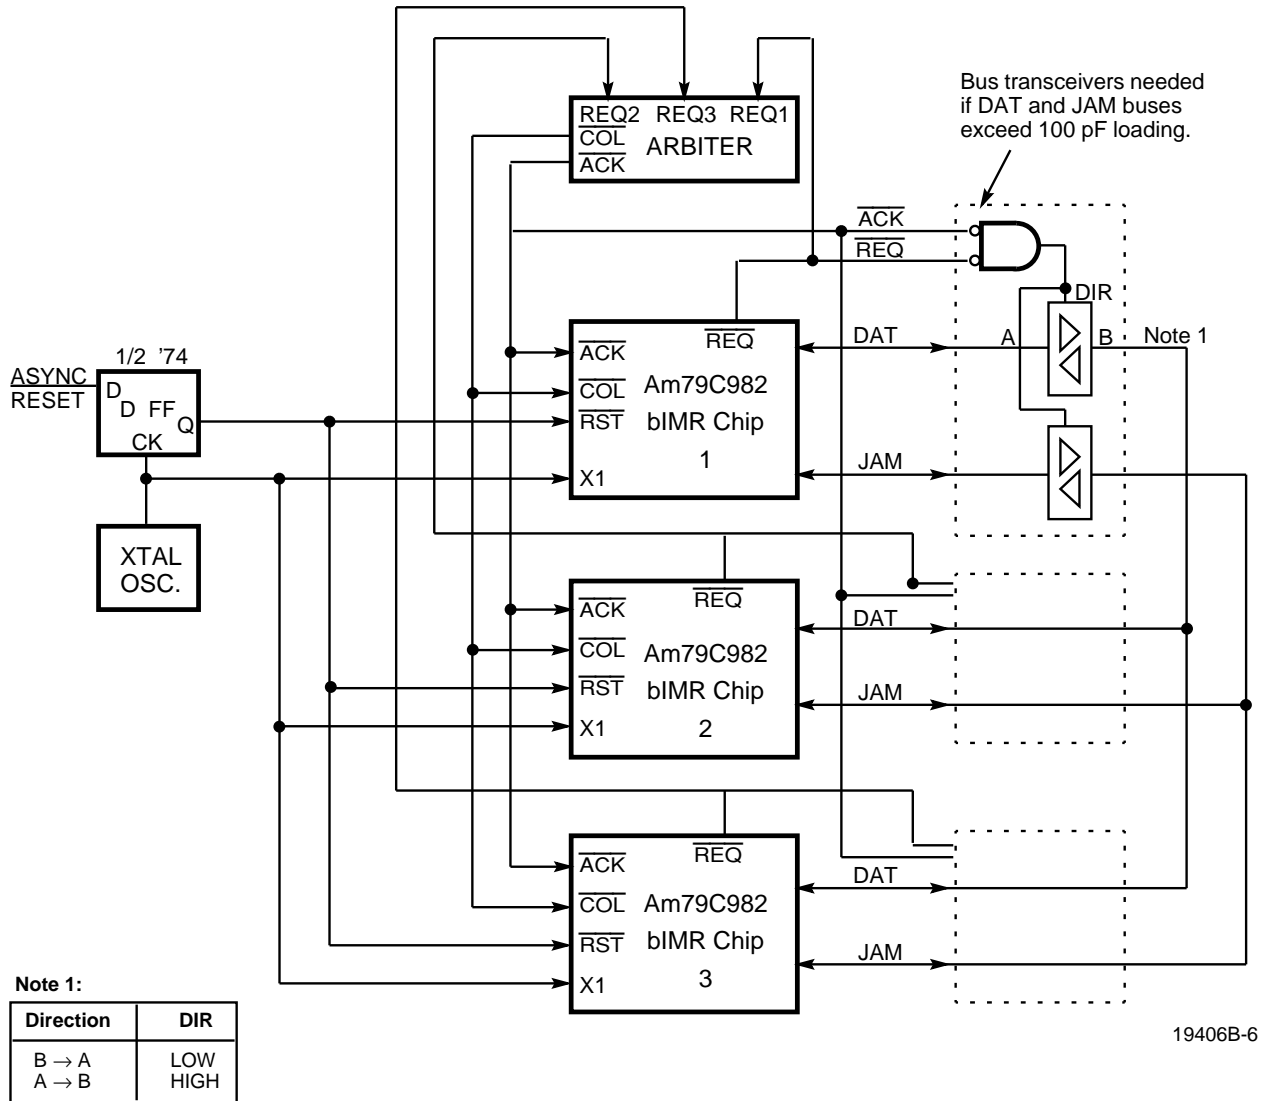 Bus transceivers needed
if DAT and JAM buses
exceed 100 pF loading.
REQ2 REQ3 REQ1
COL
ARBITER
ACK
ACK
REQ
DIR
A
B
Note 1
DAT
JAM
1/2 '74
ASYNC
RESET
D
D FF
Q
CK
XTAL
OSC.
REQ
ACK
Am79C982
COL
bIMR Chip
RST
1
X1
REQ
ACK
Am79C982
COL
bIMR Chip
RST
2
X1
DAT
JAM
REQ
ACK
Am79C982
COL
bIMR Chip
RST
3
X1
DAT
JAM
Note 1:
Direction DIR
B → A LOW
A → B HIGH
19406B-6